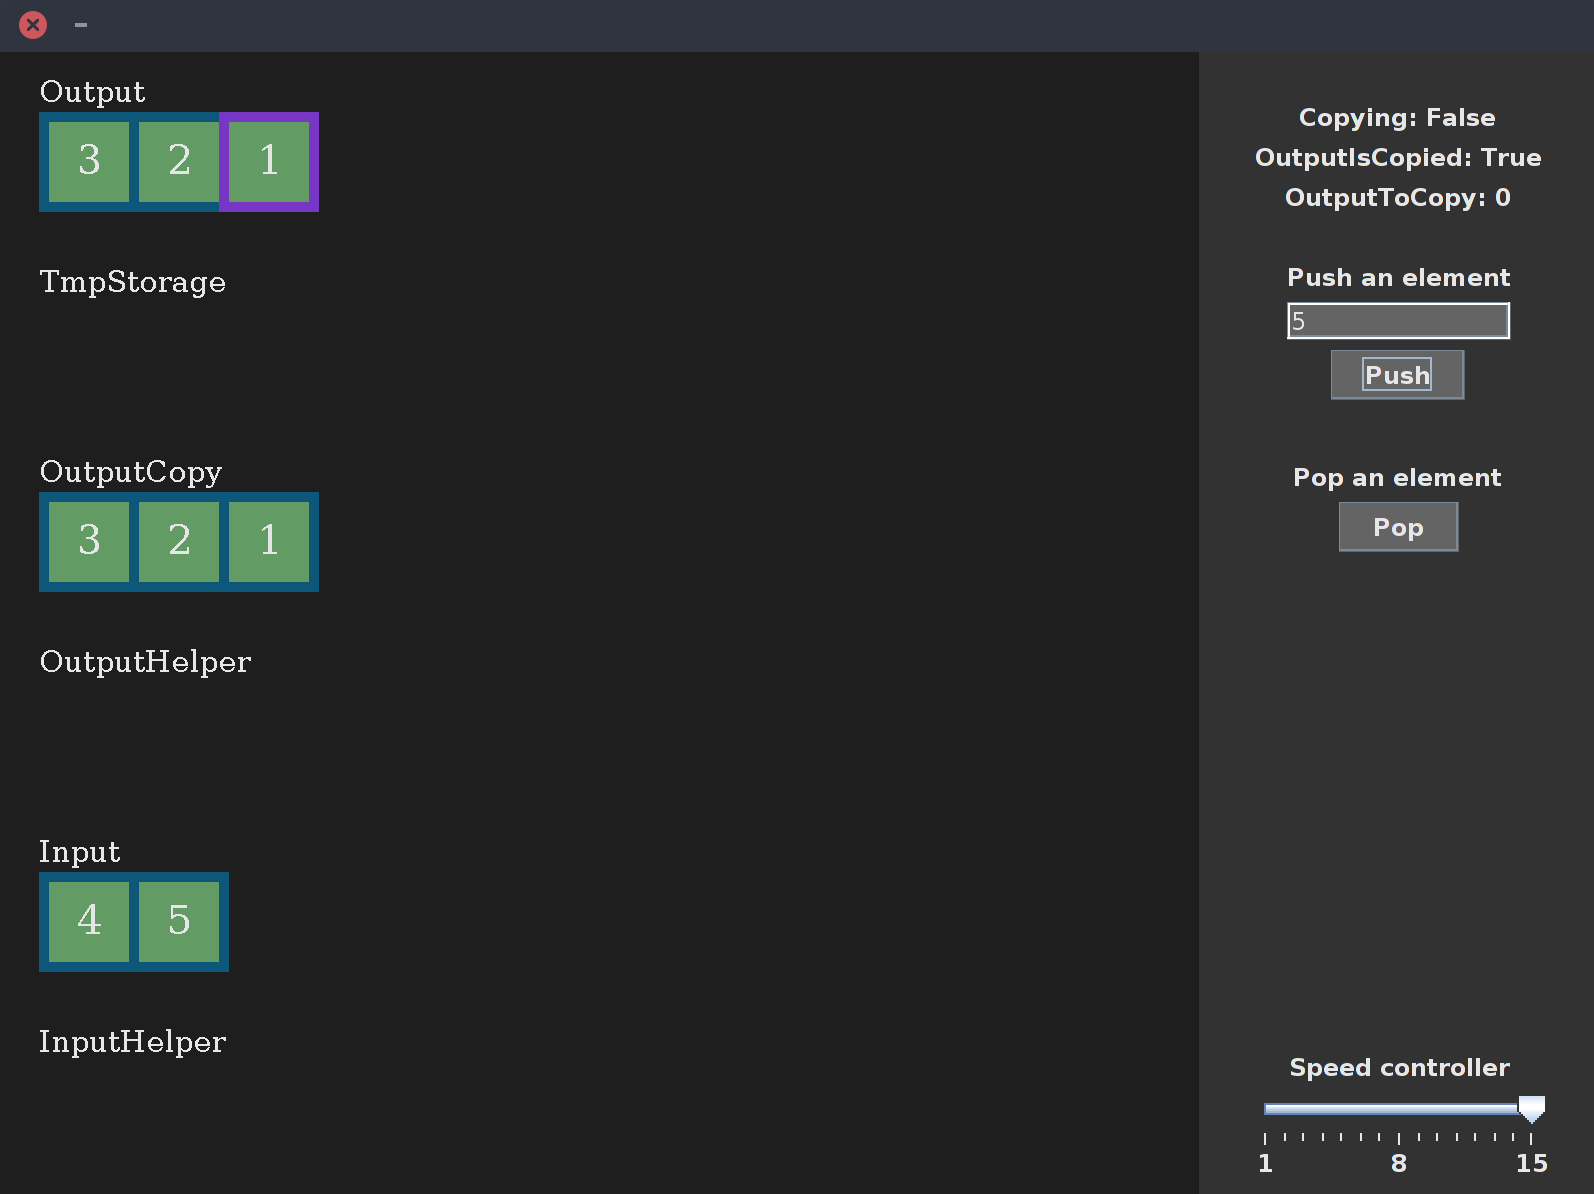 Output
3 2 1
TmpStorage
OutputCopy
3 2 1
OutputHelper
Input
4 5
InputHelper
Copying: False
OutputIsCopied: True
OutputToCopy: 0
Push an element
5
Push
Pop an element
Pop
Speed controller
1 8 15